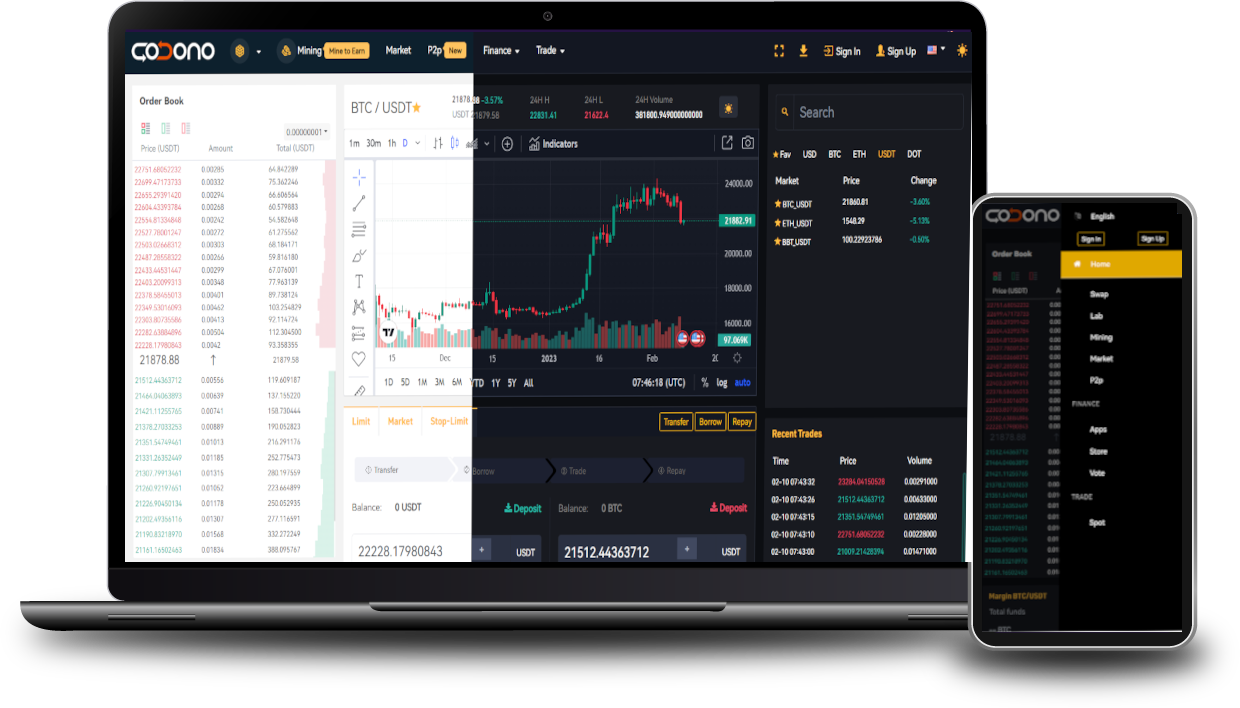 CODONO
Mining Mine to Earn Market P2p New Finance Trade Sign In Sign Up
Order Book
0.00000001
Price (USDT) Amount Total (USDT)
22751.68052232 0.00285 64.842289
22699.47173733 0.00332 75.362246
22655.29391420 0.00294 66.606564
22604.43393784 0.00268 60.579883
22554.81334848 0.00242 54.582648
22527.78001247 0.00272 61.275562
22503.02668312 0.00303 68.184171
22487.28558322 0.00266 59.816180
22433.44531447 0.00299 67.076001
22403.20099313 0.00348 77.963139
22378.58465013 0.00401 89.738124
22349.53016093 0.00462 103.254829
22303.80735586 0.00413 92.114724
22282.63884896 0.00504 112.304500
22228.17980843 0.0042 93.358355
21878.88 ↑ 21879.58
21512.44363712 0.00556 119.609187
21464.04063893 0.00639 137.155220
21421.11255765 0.00741 158.730444
21378.27033253 0.00889 190.052823
21351.54749461 0.01013 216.291176
21331.26352449 0.01185 252.775473
21307.79913461 0.01315 280.197559
21260.92197651 0.01052 223.664899
21226.90450134 0.01178 250.052935
21202.49366116 0.01307 277.116591
21190.83218970 0.01568 332.272249
21161.16502463 0.01834 388.095767
BTC / USDT
21878.88 -3.57%
USDT 21879.58
24H H
22831.41
24H L
21622.4
24H Volume
381800.949000000000
1m 30m 1h D Indicators
24000.00
21882.91
20000.00
18000.00
16000.00
97.069K
15 Dec 15 2023 16 Feb
1D 5D 1M 3M 6M YTD 1Y 5Y All 07:46:18 (UTC) % log auto
Limit Market Stop-Limit Transfer Borrow Repay
① Transfer ② Borrow ③ Trade ④ Repay
Balance: 0 USDT Deposit Balance: 0 BTC Deposit
22228.17980843 + USDT 21512.44363712 + USDT
Search
Fav USD BTC ETH USDT DOT
Market Price Change
BTC_USDT 21860.81 -3.60%
ETH_USDT 1548.29 -5.13%
BBT_USDT 100.22923786 -0.50%
Recent Trades
Time Price Volume
02-10 07:43:32 23284.04150528 0.00291000
02-10 07:43:26 21512.44363712 0.00633000
02-10 07:43:15 21351.54749461 0.01205000
02-10 07:43:10 22751.68052232 0.00228000
02-10 07:43:00 21009.21428394 0.01471000
CODONO
Order Book
Price (USDT)
Margin BTC/USDT
Total funds
-- BTC
English
Sign In Sign Up
Home
Swap
Lab
Mining
Market
P2p
FINANCE
Apps
Store
Vote
TRADE
Spot